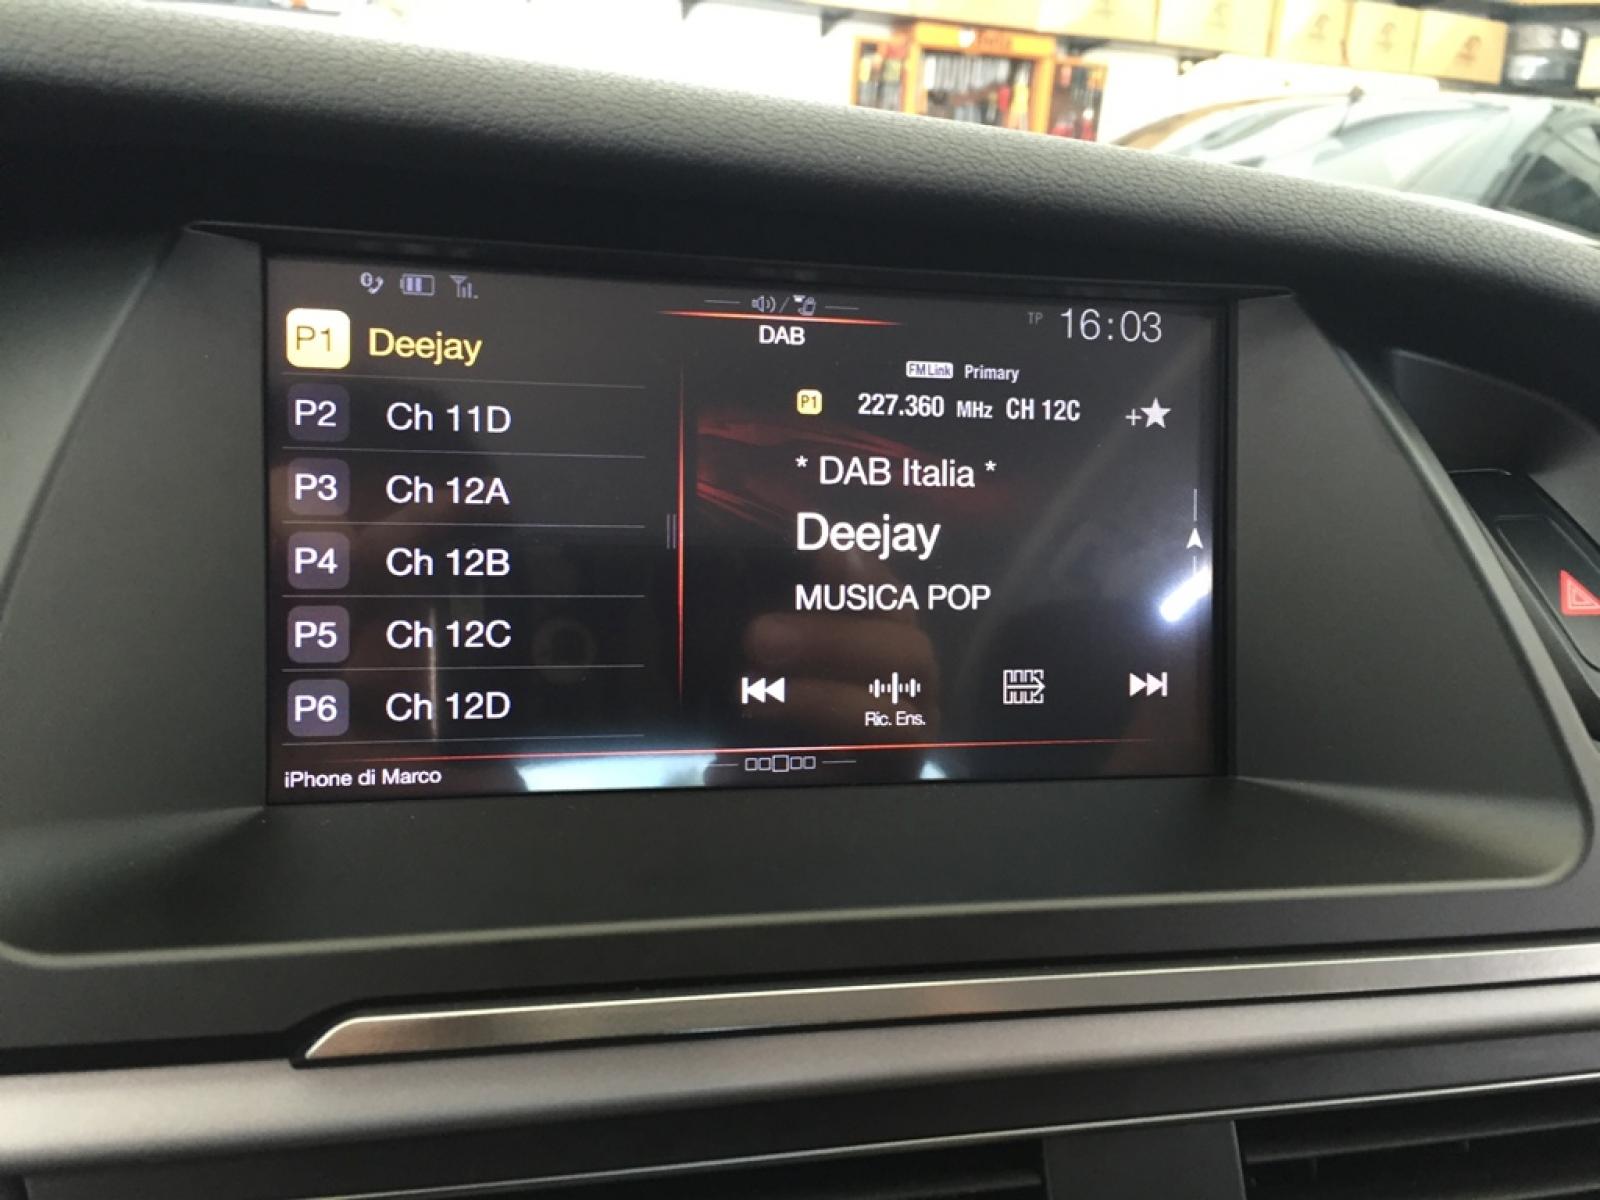 DAB
TP 16:03
P1 Deejay
P2 Ch 11D
P3 Ch 12A
P4 Ch 12B
P5 Ch 12C
P6 Ch 12D
iPhone di Marco
FM Link Primary
P1 227.360 MHz CH 12C
* DAB Italia *
Deejay
MUSICA POP
Ric. Ens.